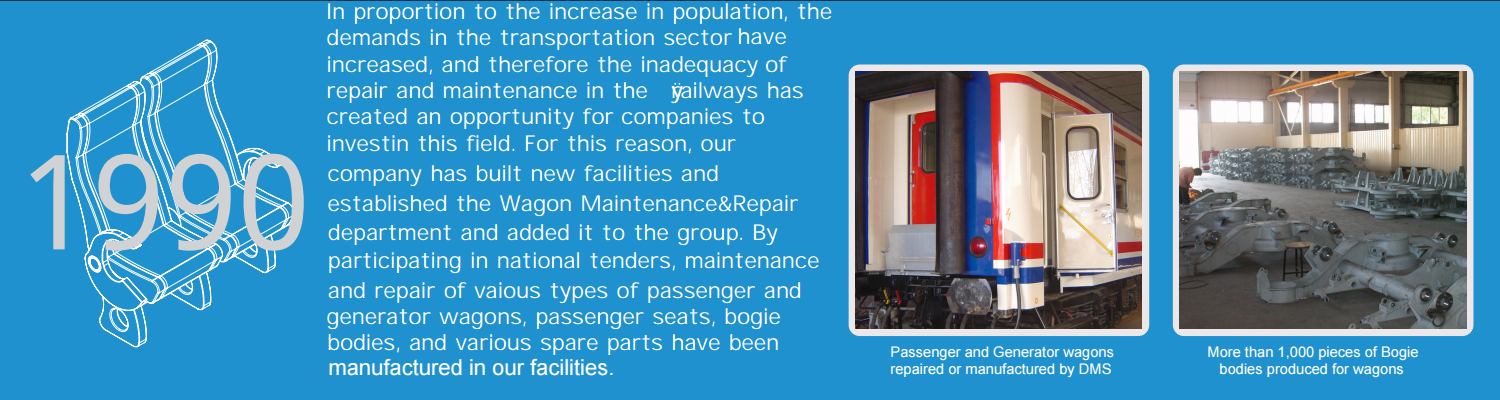 1990
In proportion to the increase in population, the
demands in the transportation sector have
increased, and therefore the inadequacy of
repair and maintenance in the ÿailways has
created an opportunity for companies to
investin this field. For this reason, our
company has built new facilities and
established the Wagon Maintenance&Repair
department and added it to the group. By
participating in national tenders, maintenance
and repair of vaious types of passenger and
generator wagons, passenger seats, bogie
bodies, and various spare parts have been
manufactured in our facilities.
Passenger and Generator wagons
repaired or manufactured by DMS
More than 1,000 pieces of Bogie
bodies produced for wagons